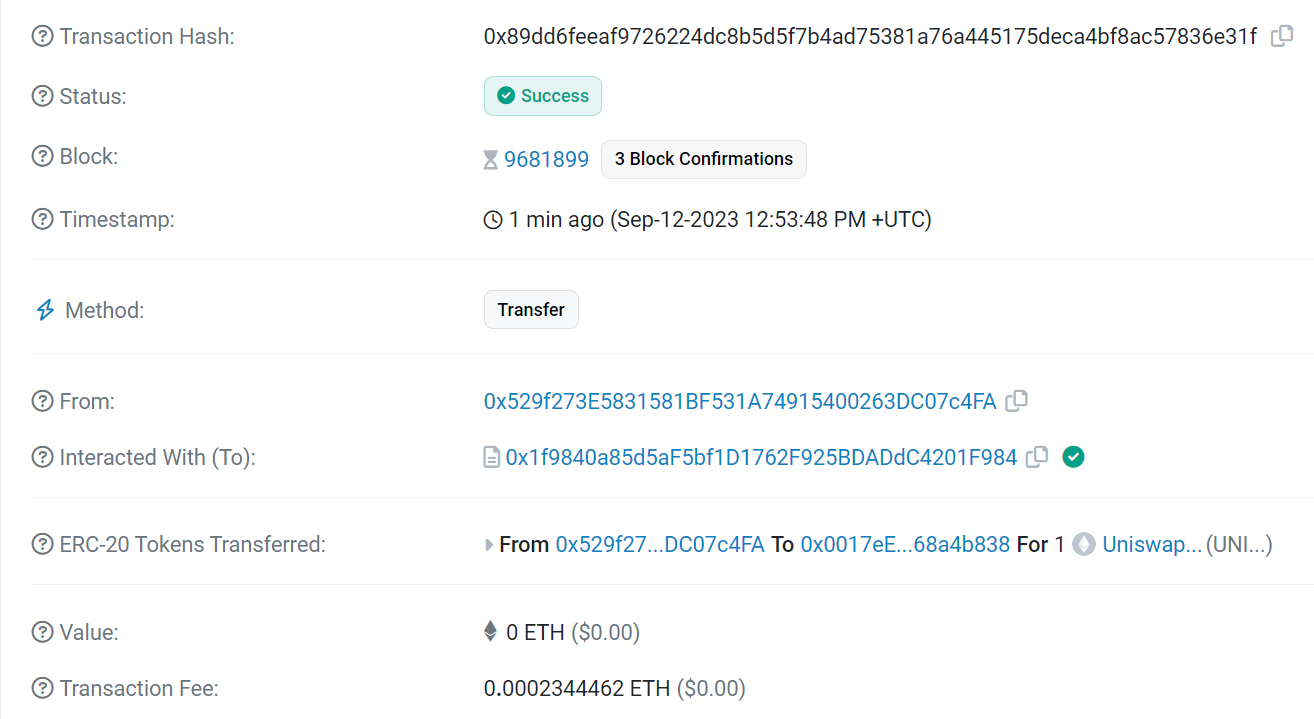 Transaction Hash: 0x89dd6feeaf9726224dc8b5d5f7b4ad75381a76a445175deca4bf8ac57836e31f
Status: Success
Block: 9681899 3 Block Confirmations
Timestamp: 1 min ago (Sep-12-2023 12:53:48 PM +UTC)
Method: Transfer
From: 0x529f273E5831581BF531A74915400263DC07c4FA
Interacted With (To): 0x1f9840a85d5aF5bf1D1762F925BDADdC4201F984
ERC-20 Tokens Transferred: From 0x529f27...DC07c4FA To 0x0017eE...68a4b838 For 1 Uniswap... (UNI...)
Value: 0 ETH ($0.00)
Transaction Fee: 0.0002344462 ETH ($0.00)